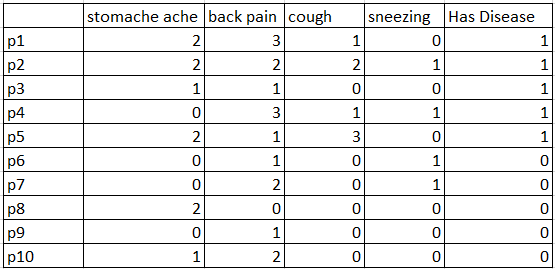 stomache ache back pain cough sneezing Has Disease
p1 2 3 1 0 1
p2 2 2 2 1 1
p3 1 1 0 0 1
p4 0 3 1 1 1
p5 2 1 3 0 1
p6 0 1 0 1 0
p7 0 2 0 1 0
p8 2 0 0 0 0
p9 0 1 0 0 0
p10 1 2 0 0 0